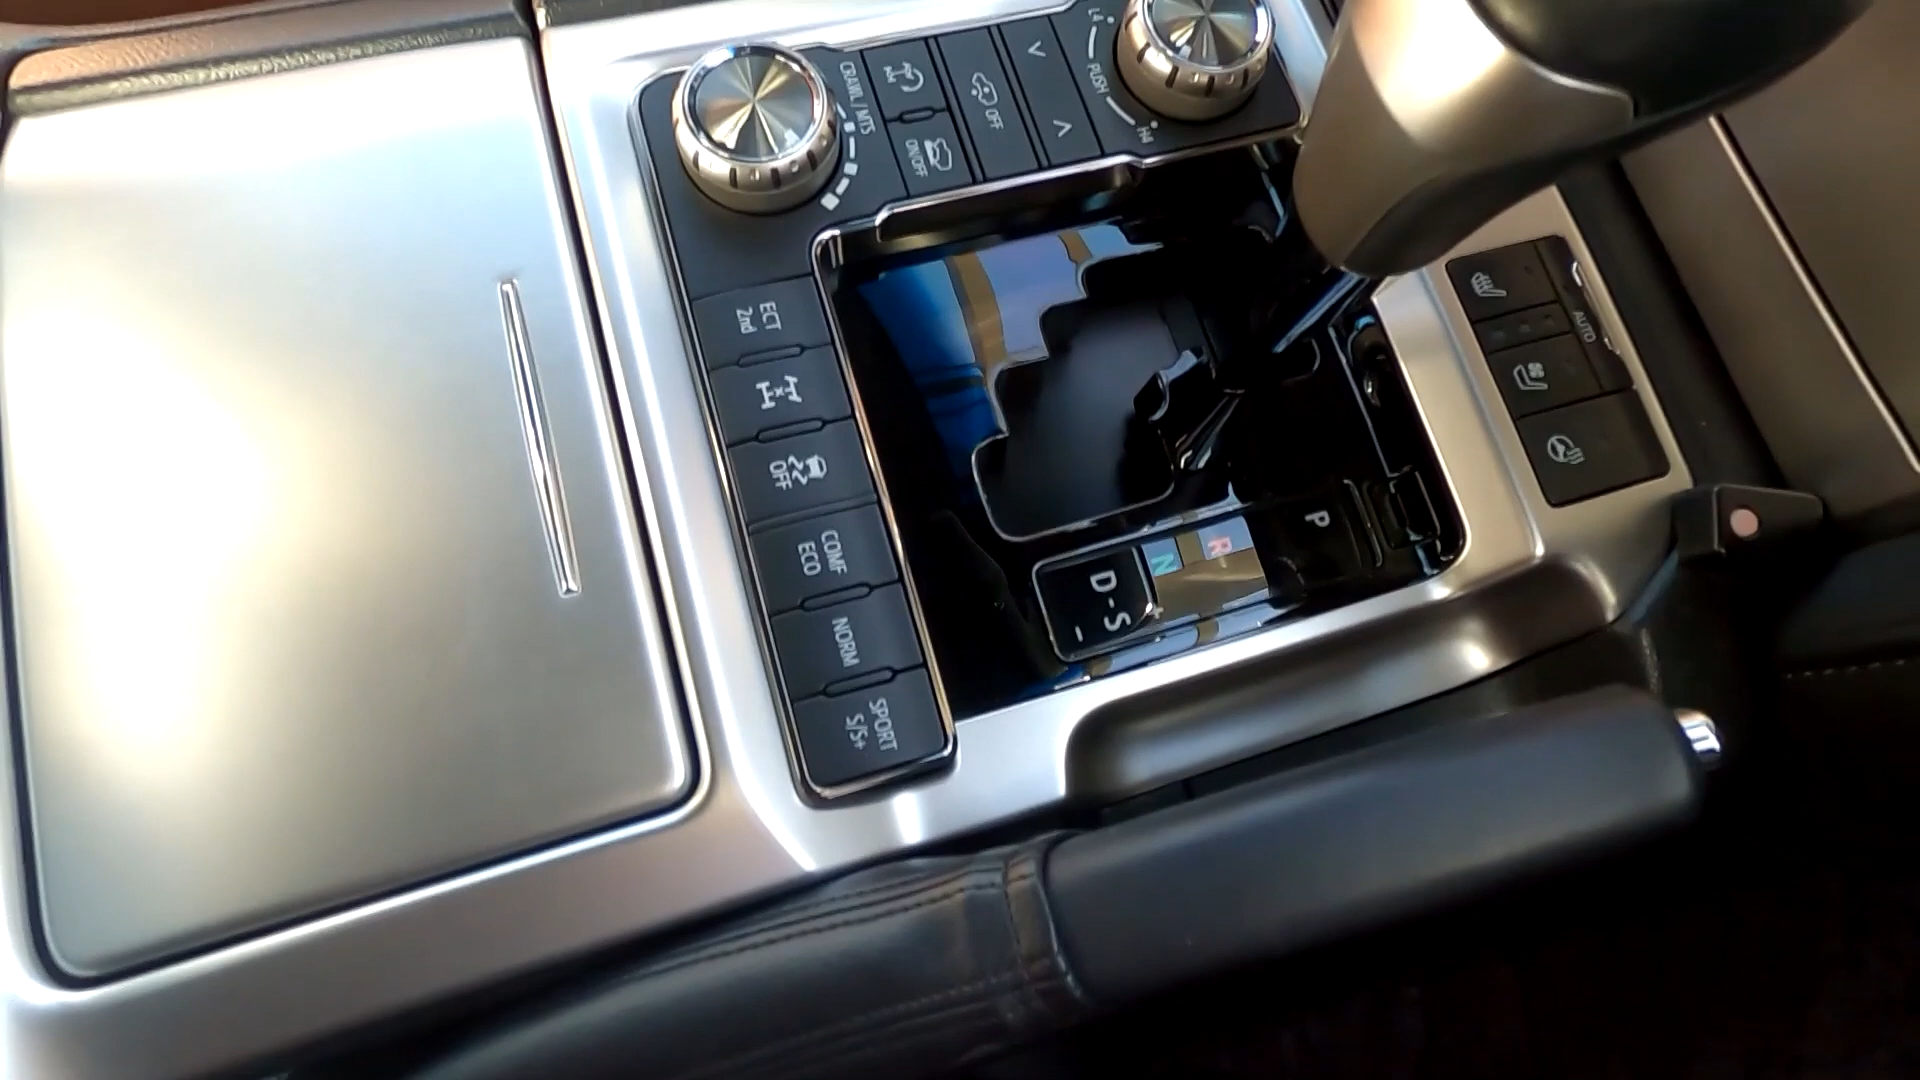 CRAWL / MTS
OFF
ON/OFF
L4
PUSH
H4
ECT
2nd
OFF
COMF
ECO
NORM
SPORT
S/S+
AUTO
P
R
N
D - S
+
-